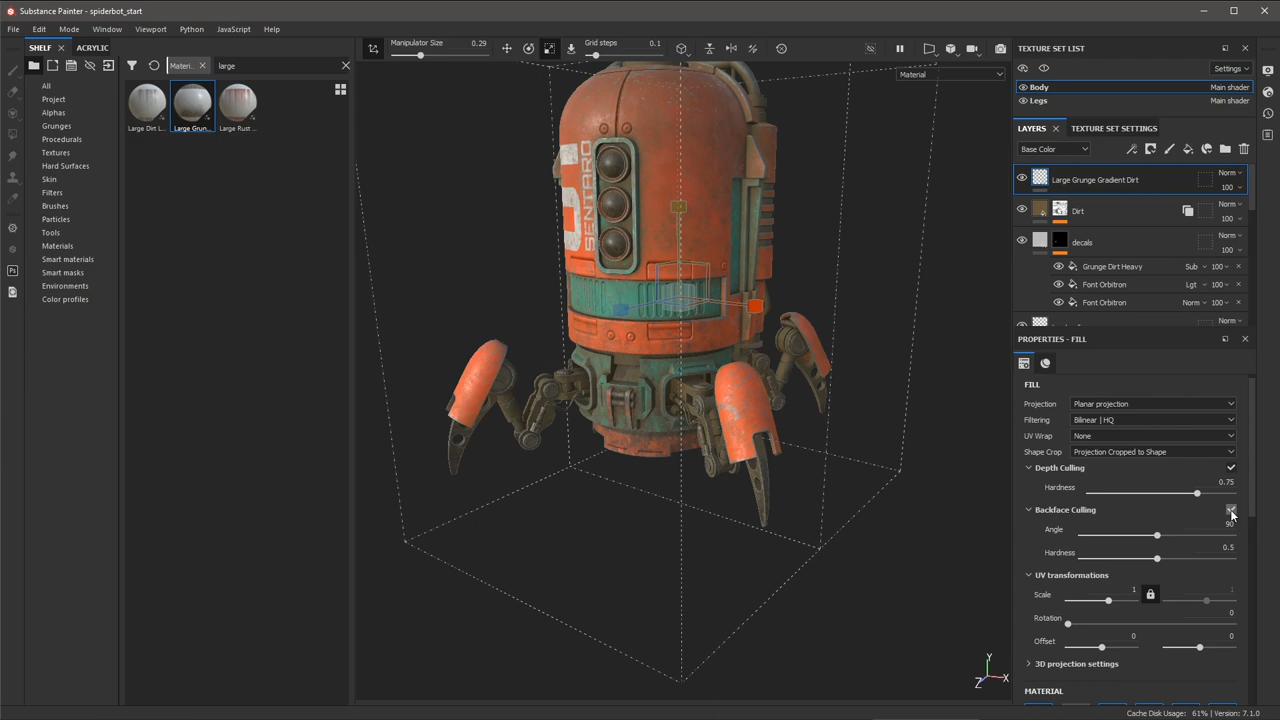 Substance Painter - spiderbot_start
File Edit Mode Window Viewport Python JavaScript Help
SHELF ACRYLIC
Materi... large
All
Project
Alphas
Grunges
Procedurals
Textures
Hard Surfaces
Skin
Filters
Brushes
Particles
Tools
Materials
Smart materials
Smart masks
Environments
Color profiles
Large Dirt L... Large Grun... Large Rust ...
Ps
Manipulator Size 0.29
Grid steps 0.1
Material
SENTARO
Y
Z X
TEXTURE SET LIST
Settings
Body Main shader
Legs Main shader
LAYERS TEXTURE SET SETTINGS
Base Color
Large Grunge Gradient Dirt Norm 100
Dirt Norm 100
decals Norm 100
Grunge Dirt Heavy Sub 100
Font Orbitron Lgt 100
Font Orbitron Norm 100
Norm
PROPERTIES - FILL
FILL
Projection Planar projection
Filtering Bilinear | HQ
UV Wrap None
Shape Crop Projection Cropped to Shape
Depth Culling
Hardness 0.75
Backface Culling
Angle 90
Hardness 0.5
UV transformations
Scale 1 1
Rotation 0
Offset 0 0
3D projection settings
MATERIAL
Cache Disk Usage: 61% | Version: 7.1.0